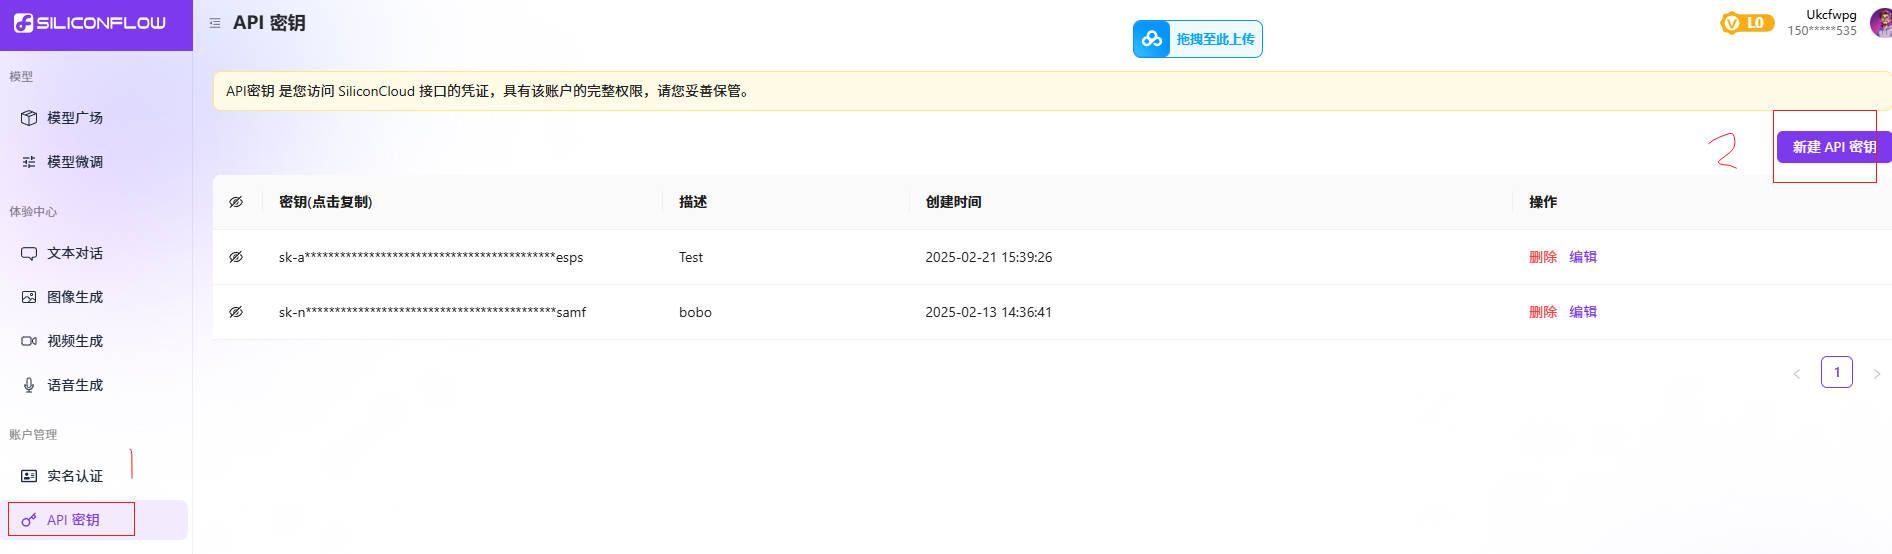 SILICONFLOW
API 密钥
拖拽至此上传
L0
Ukcfwpg
150*****535
模型
模型广场
模型微调
体验中心
文本对话
图像生成
视频生成
语音生成
账户管理
实名认证
1
API 密钥
API密钥 是您访问 SiliconCloud 接口的凭证，具有该账户的完整权限，请您妥善保管。
2
新建 API 密钥
密钥(点击复制) 描述 创建时间 操作
sk-a*******************************************esps Test 2025-02-21 15:39:26 删除 编辑
sk-n*******************************************samf bobo 2025-02-13 14:36:41 删除 编辑
< 1 >